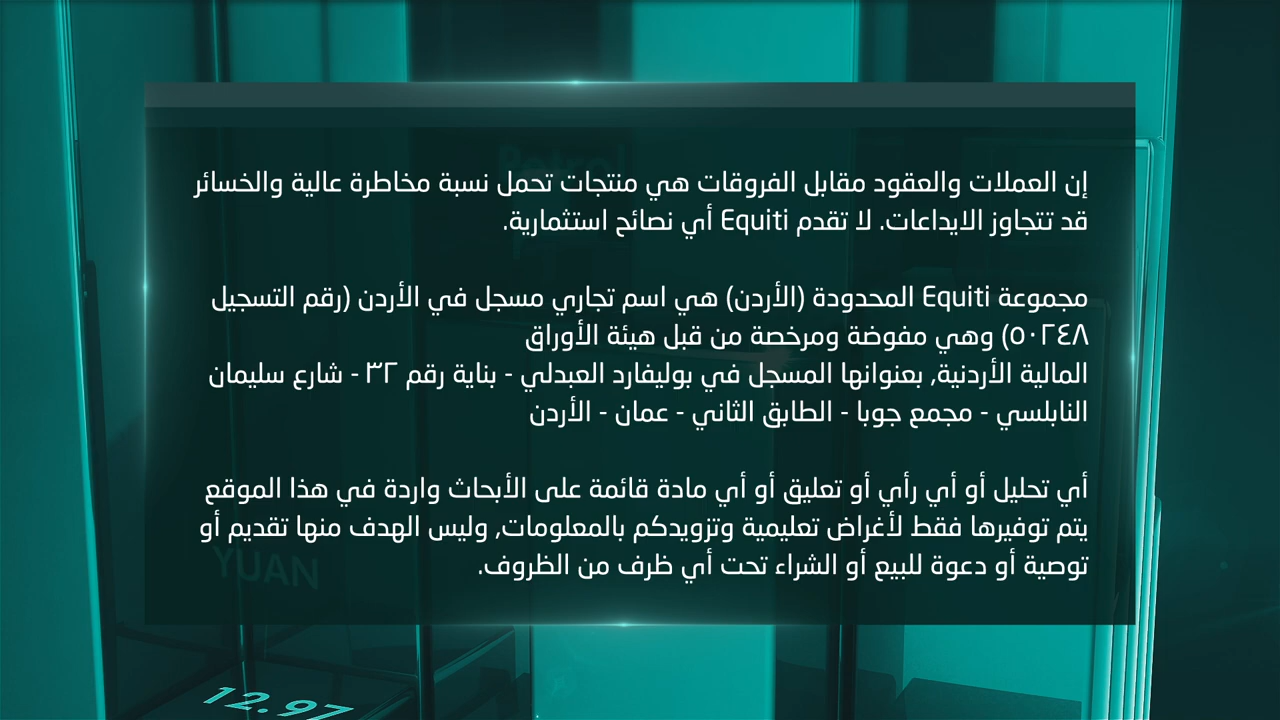 إن العملات والعقود مقابل الفروقات هي منتجات تحمل نسبة مخاطرة عالية والخسائر
قد تتجاوز الايداعات. لا تقدم Equiti أي نصائح استثمارية.
مجموعة Equiti المحدودة (الأردن) هي اسم تجاري مسجل في الأردن (رقم التسجيل
٥٠٢٤٨) وهي مفوضة ومرخصة من قبل هيئة الأوراق
المالية الأردنية, بعنوانها المسجل في بوليفارد العبدلي - بناية رقم ٣٢ - شارع سليمان
النابلسي - مجمع جوبا - الطابق الثاني - عمان - الأردن
أي تحليل أو أي رأي أو تعليق أو أي مادة قائمة على الأبحاث واردة في هذا الموقع
يتم توفيرها فقط لأغراض تعليمية وتزويدكم بالمعلومات, وليس الهدف منها تقديم أو
توصية أو دعوة للبيع أو الشراء تحت أي ظرف من الظروف.
Petrol
YUAN
12.97